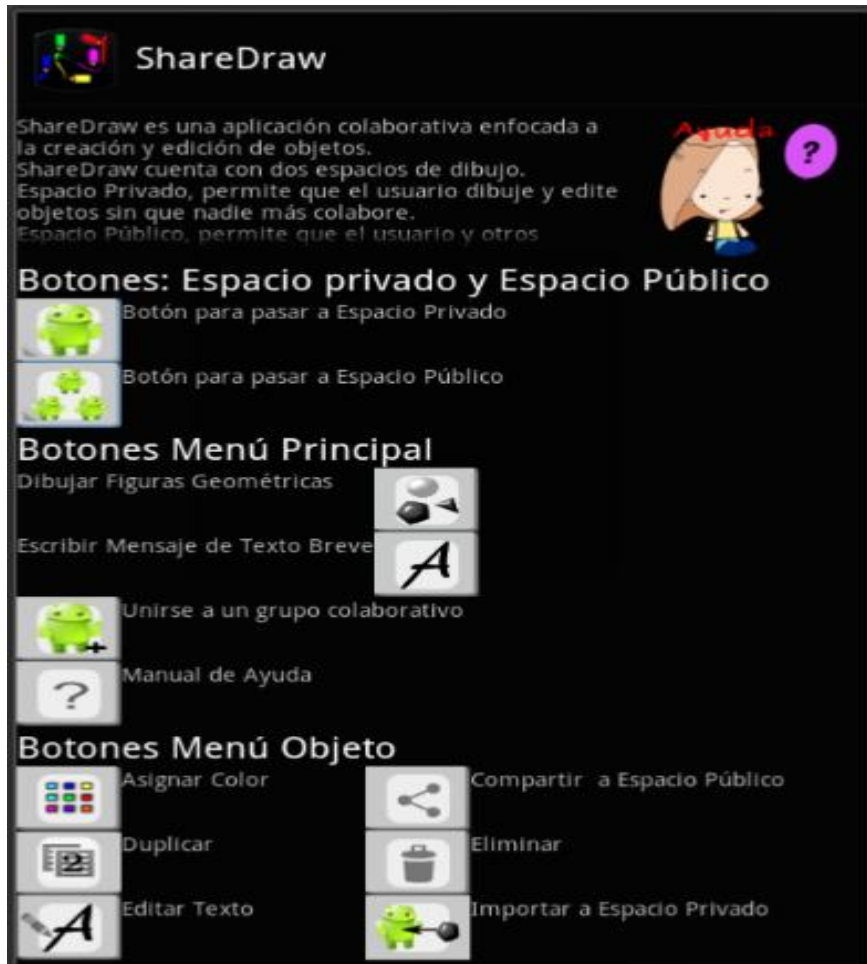 ShareDraw
ShareDraw es una aplicación colaborativa enfocada a
la creación y edición de objetos.
ShareDraw cuenta con dos espacios de dibujo.
Espacio Privado, permite que el usuario dibuje y edite
objetos sin que nadie más colabore.
Espacio Público, permite que el usuario y otros
Ayuda
?
Botones: Espacio privado y Espacio Público
Botón para pasar a Espacio Privado
Botón para pasar a Espacio Público
Botones Menú Principal
Dibujar Figuras Geométricas
Escribir Mensaje de Texto Breve
A
Unirse a un grupo colaborativo
?
Manual de Ayuda
Botones Menú Objeto
Asignar Color
Compartir a Espacio Público
2
Duplicar
Eliminar
A
Editar Texto
Importar a Espacio Privado